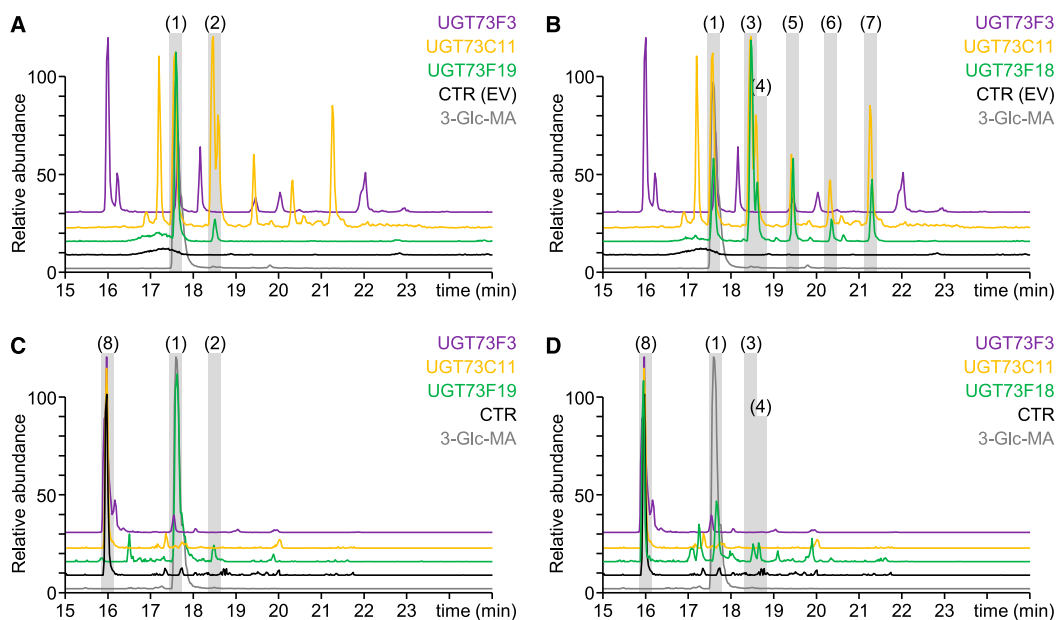 A
(1) (2)
UGT73F3
UGT73C11
UGT73F19
CTR (EV)
3-Glc-MA
Relative abundance
100
50
0
15 16 17 18 19 20 21 22 23 time (min)
B
(1) (3) (5) (6) (7)
(4)
UGT73F3
UGT73C11
UGT73F18
CTR (EV)
3-Glc-MA
Relative abundance
100
50
0
15 16 17 18 19 20 21 22 23 time (min)
C
(8) (1) (2)
UGT73F3
UGT73C11
UGT73F19
CTR
3-Glc-MA
Relative abundance
100
50
0
15 16 17 18 19 20 21 22 23 time (min)
D
(8) (1) (3)
(4)
UGT73F3
UGT73C11
UGT73F18
CTR
3-Glc-MA
Relative abundance
100
50
0
15 16 17 18 19 20 21 22 23 time (min)